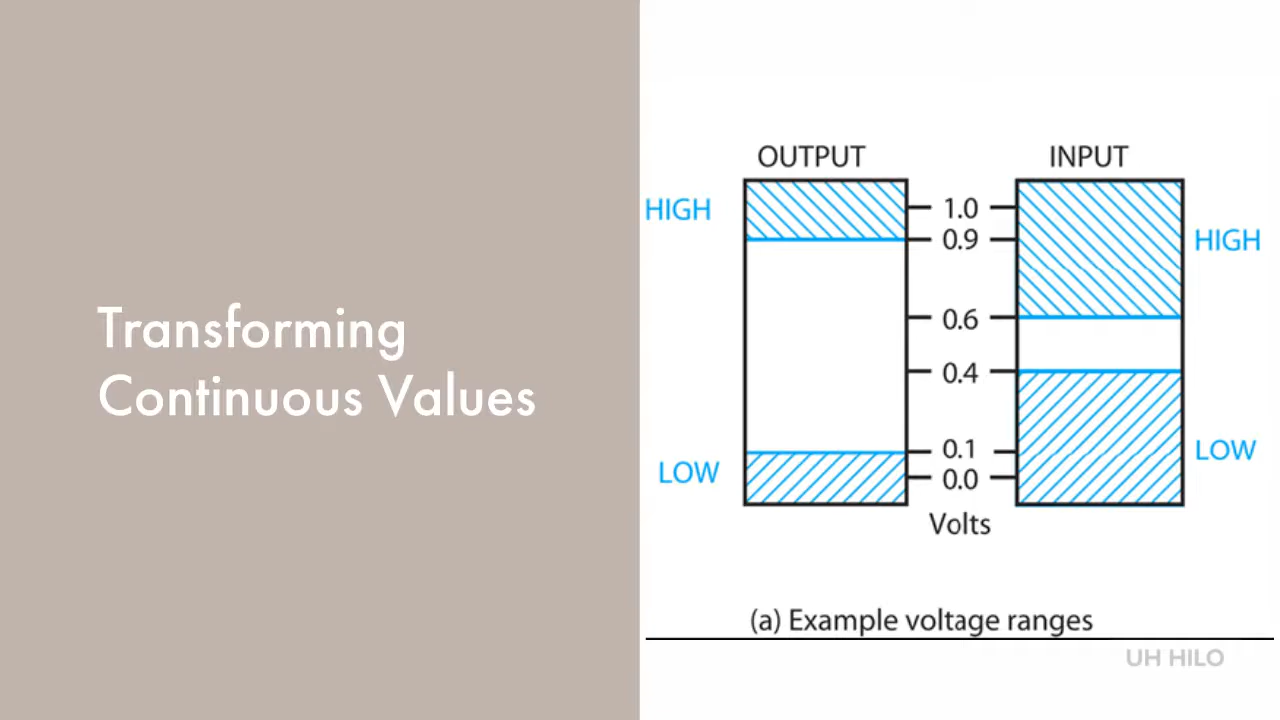 Transforming
Continuous Values
OUTPUT
INPUT
HIGH
1.0
0.9
HIGH
0.6
0.4
0.1
LOW
LOW
0.0
Volts
(a) Example voltage ranges
UH HILO